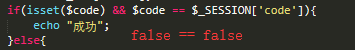 if(isset($code) && $code == $_SESSION['code']){
echo "成功";
false == false
}else{